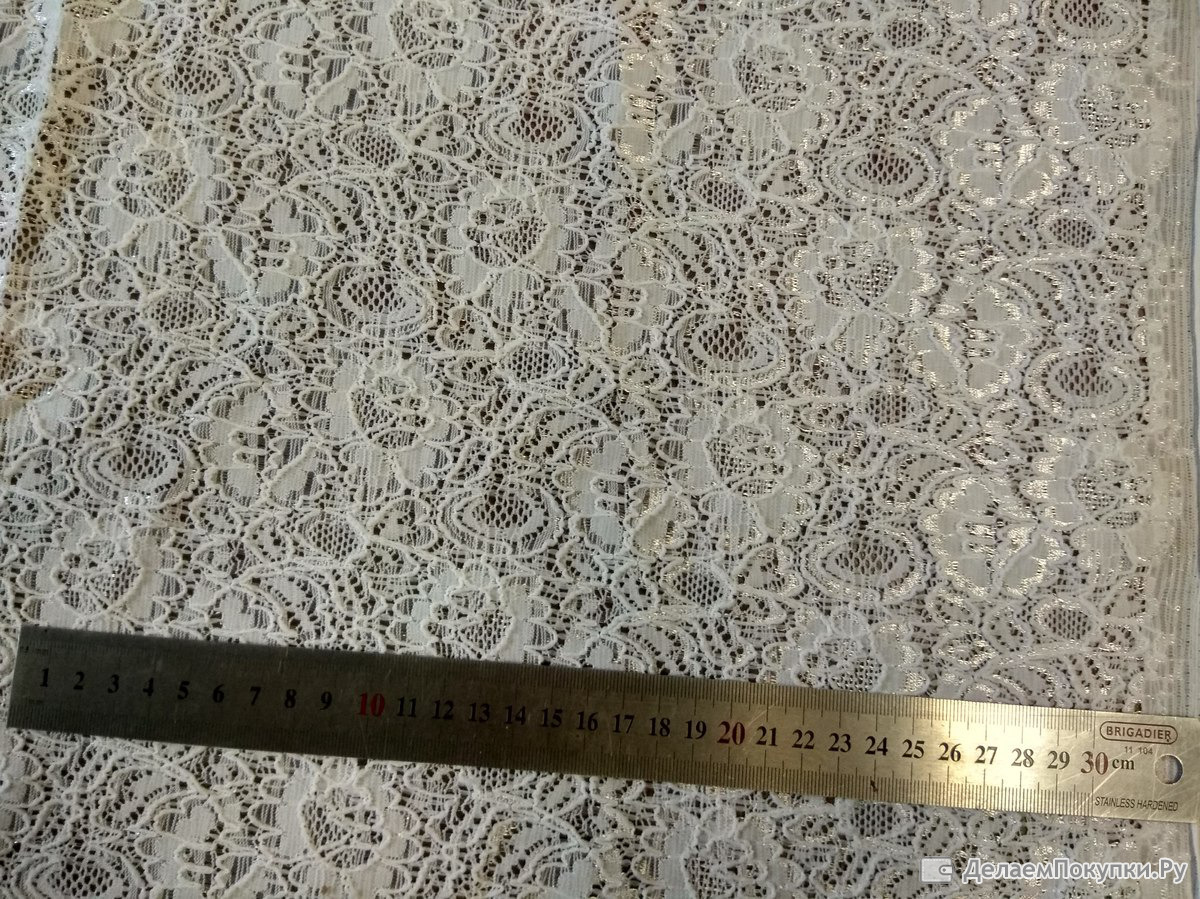 1 2 3 4 5 6 7 8 9 10 11 12 13 14 15 16 17 18 19 20 21 22 23 24 25 26 27 28 29 30 cm
BRIGADIER
11 104
STAINLESS HARDENED
ДелаемПокупки.Ру